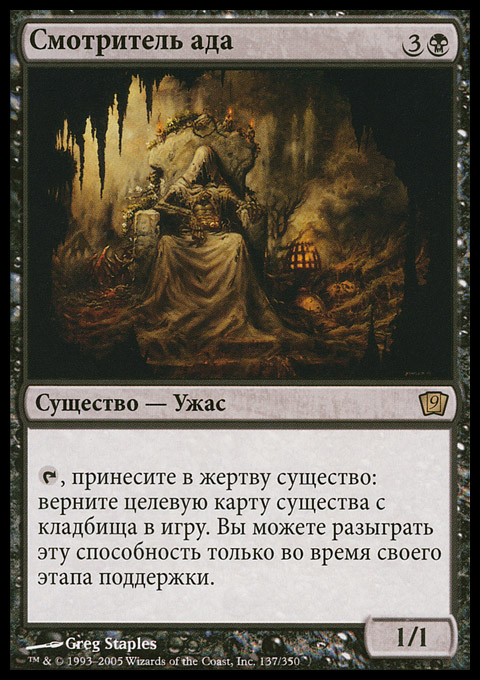 Смотритель ада
3
Существо — Ужас
9
, принесите в жертву существо:
верните целевую карту существа с
кладбища в игру. Вы можете разыграть
эту способность только во время своего
этапа поддержки.
Greg Staples
1/1
™ & © 1993–2005 Wizards of the Coast, Inc. 137/350